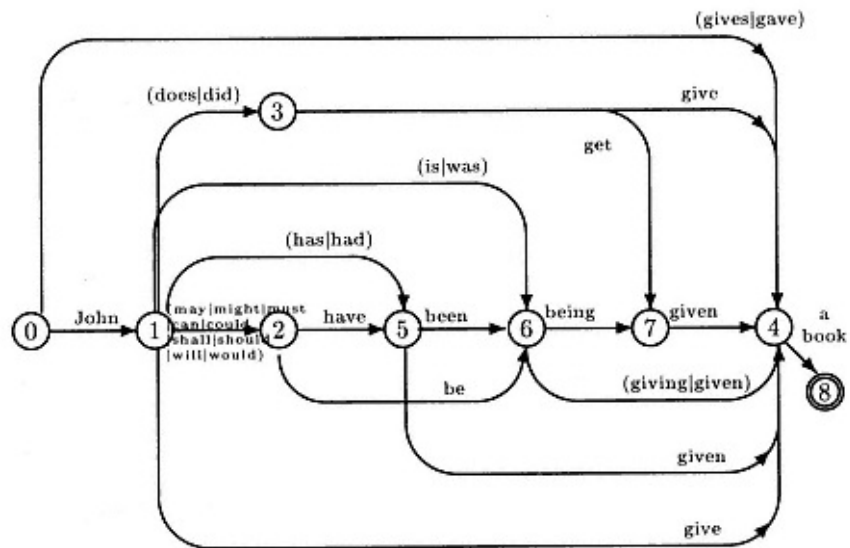 (gives|gave)
(does|did)
3
give
get
(is|was)
(has|had)
0
John
1
(may|might|must
can|could
shall|should
|will|would)
2
have
5
been
6
being
7
given
4
a
book
8
be
(giving|given)
given
give